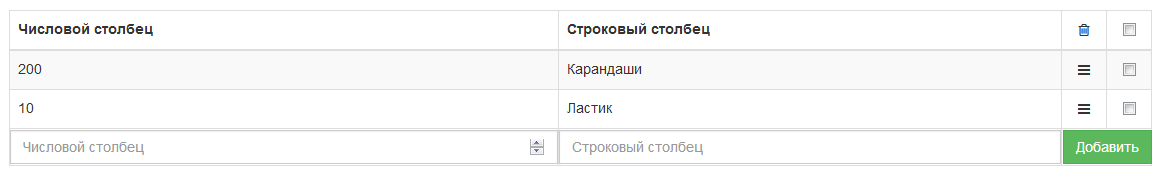 Числовой столбец Строковый столбец
200 Карандаши
10 Ластик
Числовой столбец Строковый столбец Добавить